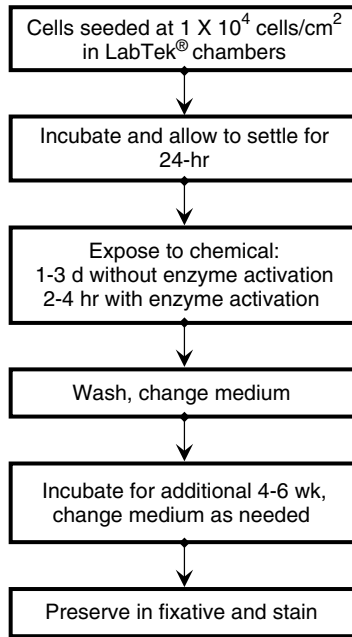 Cells seeded at 1 X 10⁴ cells/cm²
in LabTek® chambers
Incubate and allow to settle for
24-hr
Expose to chemical:
1-3 d without enzyme activation
2-4 hr with enzyme activation
Wash, change medium
Incubate for additional 4-6 wk,
change medium as needed
Preserve in fixative and stain